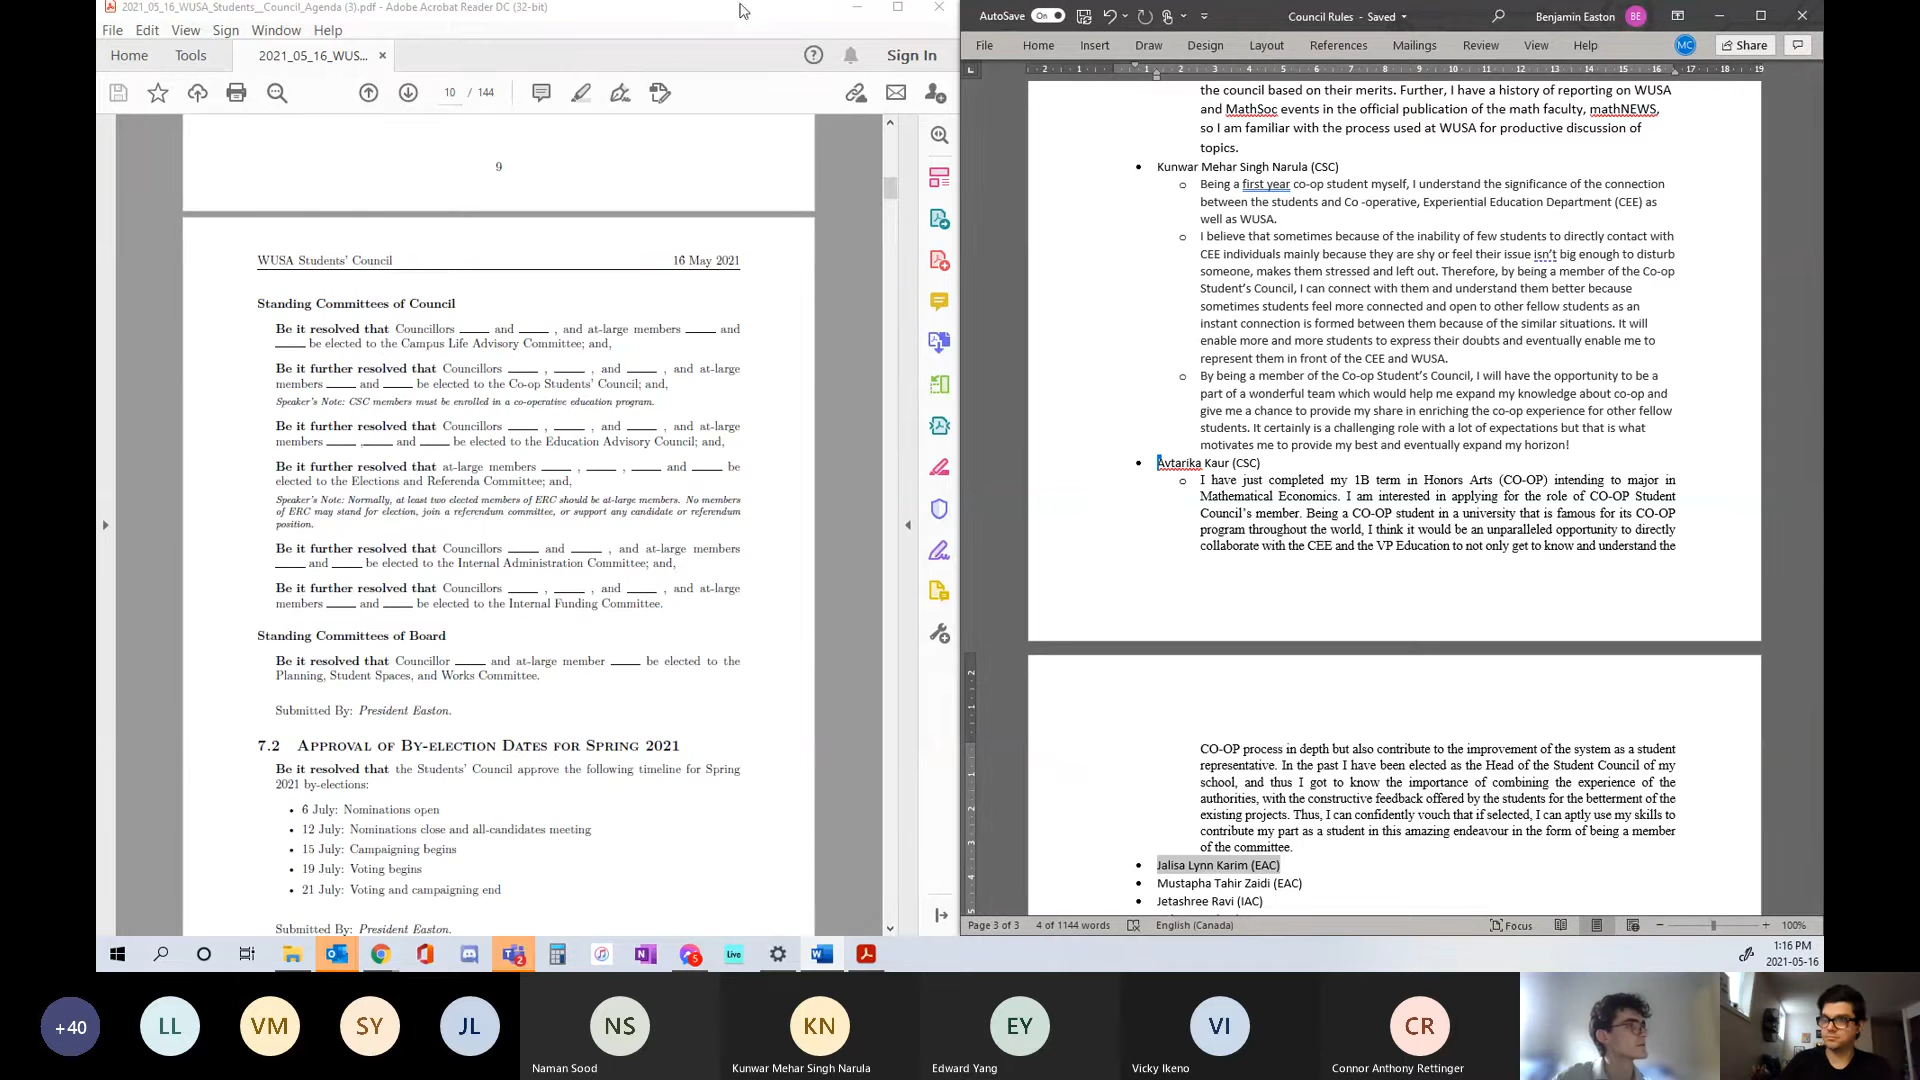 2021_05_16_WUSA_Students__Council_Agenda (3).pdf - Adobe Acrobat Reader DC (32-bit)
File Edit View Sign Window Help
Home Tools 2021_05_16_WUS... Sign In
10 / 144
9
WUSA Students' Council 16 May 2021
Standing Committees of Council
Be it resolved that Councillors ____ and ____ , and at-large members ____ and
____ be elected to the Campus Life Advisory Committee; and,
Be it further resolved that Councillors ____ , ____ , and ____ , and at-large
members ____ and ____ be elected to the Co-op Students' Council; and,
Speaker's Note: CSC members must be enrolled in a co-operative education program.
Be it further resolved that Councillors ____ , ____ , and ____ , and at-large
members ____ ,____ and ____ be elected to the Education Advisory Council; and,
Be it further resolved that at-large members ____ , ____ , ____ and ____ be
elected to the Elections and Referenda Committee; and,
Speaker's Note: Normally, at least two elected members of ERC should be at-large members. No members
of ERC may stand for election, join a referendum committee, or support any candidate or referendum
position.
Be it further resolved that Councillors ____ and ____ , and at-large members
____ and ____ be elected to the Internal Administration Committee; and,
Be it further resolved that Councillors ____ , ____ , and ____ , and at-large
members ____ and ____ be elected to the Internal Funding Committee.
Standing Committees of Board
Be it resolved that Councillor ____ and at-large member ____ be elected to the
Planning, Student Spaces, and Works Committee.
Submitted By: President Easton.
7.2 Approval of By-election Dates for Spring 2021
Be it resolved that the Students' Council approve the following timeline for Spring
2021 by-elections:
• 6 July: Nominations open
• 12 July: Nominations close and all-candidates meeting
• 15 July: Campaigning begins
• 19 July: Voting begins
• 21 July: Voting and campaigning end
Submitted By: President Easton.
AutoSave On Council Rules - Saved Benjamin Easton BE
File Home Insert Draw Design Layout References Mailings Review View Help MC Share
2 1 1 2 3 4 5 6 7 8 9 10 11 12 13 14 15 16 17 18 19
the council based on their merits. Further, I have a history of reporting on WUSA
and MathSoc events in the official publication of the math faculty, mathNEWS,
so I am familiar with the process used at WUSA for productive discussion of
topics.
• Kunwar Mehar Singh Narula (CSC)
o Being a first year co-op student myself, I understand the significance of the connection
between the students and Co -operative, Experiential Education Department (CEE) as
well as WUSA.
o I believe that sometimes because of the inability of few students to directly contact with
CEE individuals mainly because they are shy or feel their issue isn't big enough to disturb
someone, makes them stressed and left out. Therefore, by being a member of the Co-op
Student's Council, I can connect with them and understand them better because
sometimes students feel more connected and open to other fellow students as an
instant connection is formed between them because of the similar situations. It will
enable more and more students to express their doubts and eventually enable me to
represent them in front of the CEE and WUSA.
o By being a member of the Co-op Student's Council, I will have the opportunity to be a
part of a wonderful team which would help me expand my knowledge about co-op and
give me a chance to provide my share in enriching the co-op experience for other fellow
students. It certainly is a challenging role with a lot of expectations but that is what
motivates me to provide my best and eventually expand my horizon!
• Avtarika Kaur (CSC)
o I have just completed my 1B term in Honors Arts (CO-OP) intending to major in
Mathematical Economics. I am interested in applying for the role of CO-OP Student
Council's member. Being a CO-OP student in a university that is famous for its CO-OP
program throughout the world, I think it would be an unparalleled opportunity to directly
collaborate with the CEE and the VP Education to not only get to know and understand the
CO-OP process in depth but also contribute to the improvement of the system as a student
representative. In the past I have been elected as the Head of the Student Council of my
school, and thus I got to know the importance of combining the experience of the
authorities, with the constructive feedback offered by the students for the betterment of the
existing projects. Thus, I can confidently vouch that if selected, I can aptly use my skills to
contribute my part as a student in this amazing endeavour in the form of being a member
of the committee.
• Jalisa Lynn Karim (EAC)
• Mustapha Tahir Zaidi (EAC)
• Jetashree Ravi (IAC)
Page 3 of 3 4 of 1144 words English (Canada) Focus 100%
Live
1:16 PM
2021-05-16
+40 LL VM SY JL NS KN EY VI CR
Naman Sood Kunwar Mehar Singh Narula Edward Yang Vicky Ikeno Connor Anthony Rettinger